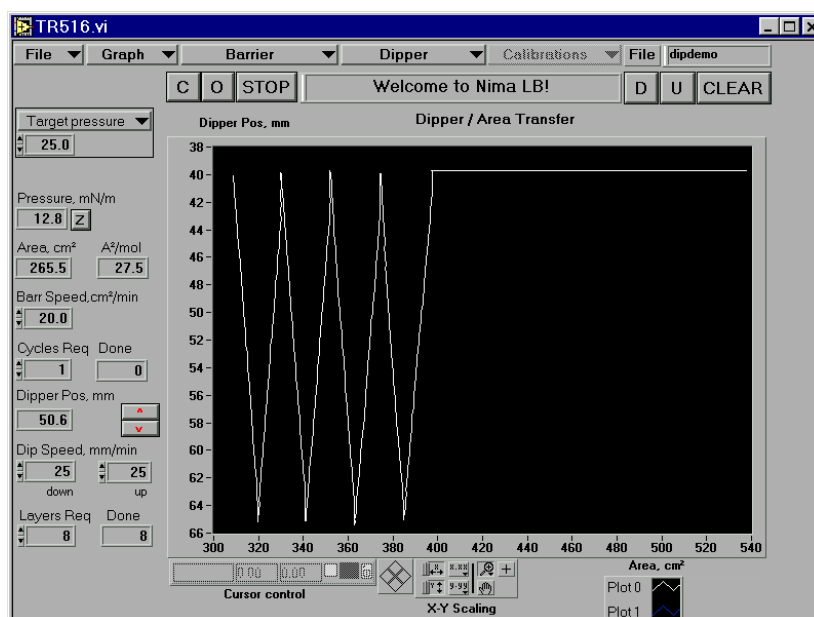 TR516.vi
File Graph Barrier Dipper Calibrations File dipdemo
C O STOP Welcome to Nima LB! D U CLEAR
Target pressure
25.0
Dipper Pos, mm Dipper / Area Transfer
38
40
42
44
46
48
50
52
54
56
58
60
62
64
66
300 320 340 360 380 400 420 440 460 480 500 520 540
Area, cm²
Pressure, mN/m
12.8 Z
Area, cm² A²/mol
265.5 27.5
Barr Speed,cm²/min
20.0
Cycles Req Done
1 0
Dipper Pos, mm
50.6
Dip Speed, mm/min
25 25
down up
Layers Req Done
8 8
0.00 0.00
Cursor control
X x.xx
Y y.yy
X-Y Scaling
Plot 0
Plot 1